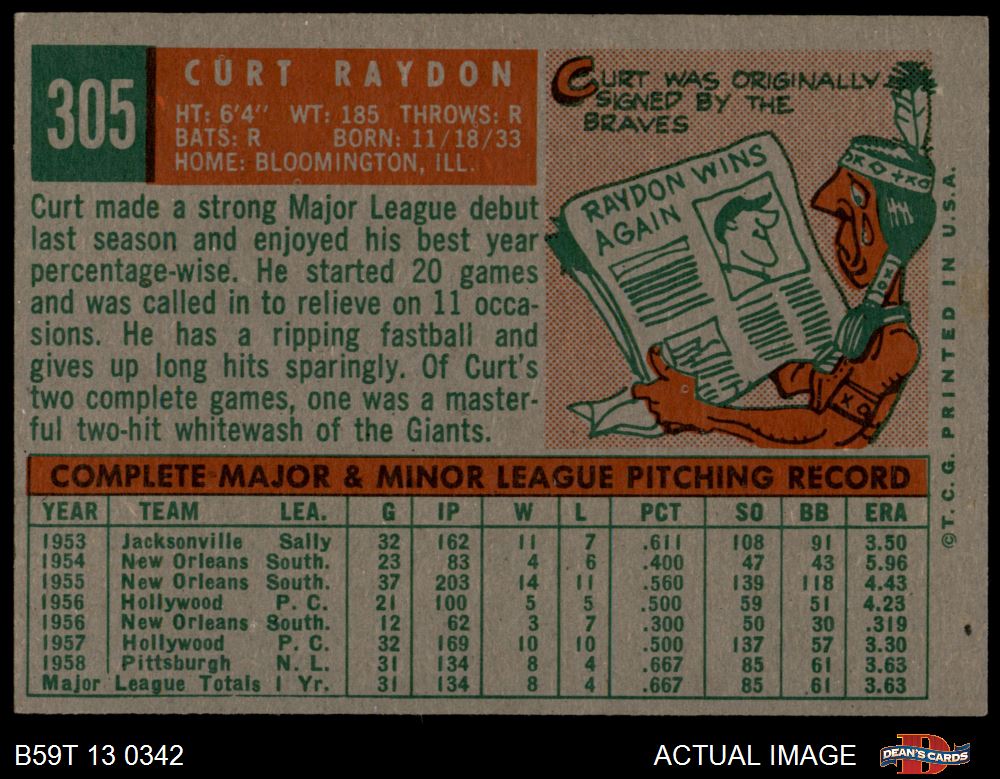 305
CURT RAYDON
HT: 6'4" WT: 185 THROWS: R
BATS: R BORN: 11/18/33
HOME: BLOOMINGTON, ILL.
CURT WAS ORIGINALLY
SIGNED BY THE
BRAVES
RAYDON WINS
AGAIN
Curt made a strong Major League debut
last season and enjoyed his best year
percentage-wise. He started 20 games
and was called in to relieve on 11 occa-
sions. He has a ripping fastball and
gives up long hits sparingly. Of Curt's
two complete games, one was a master-
ful two-hit whitewash of the Giants.
COMPLETE MAJOR & MINOR LEAGUE PITCHING RECORD
YEAR TEAM LEA. G IP W L PCT SO BB ERA
1953 Jacksonville Sally 32 162 11 7 .611 108 91 3.50
1954 New Orleans South. 23 83 4 6 .400 47 43 5.96
1955 New Orleans South. 37 203 14 11 .560 139 118 4.43
1956 Hollywood P. C. 21 100 5 5 .500 59 51 4.23
1956 New Orleans South. 12 62 3 7 .300 50 30 .319
1957 Hollywood P. C. 32 169 10 10 .500 137 57 3.30
1958 Pittsburgh N. L. 31 134 8 4 .667 85 61 3.63
Major League Totals 1 Yr. 31 134 8 4 .667 85 61 3.63
©T. C. G. PRINTED IN U.S.A.
B59T 13 0342
ACTUAL IMAGE
DEAN'S CARDS